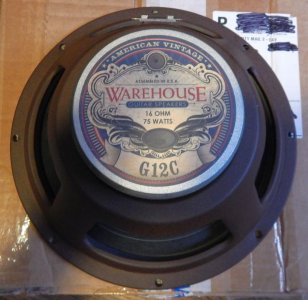 AMERICAN VINTAGE
ASSEMBLED IN U.S.A.
WAREHOUSE
GUITAR SPEAKERS
16 OHM
75 WATTS
G12C